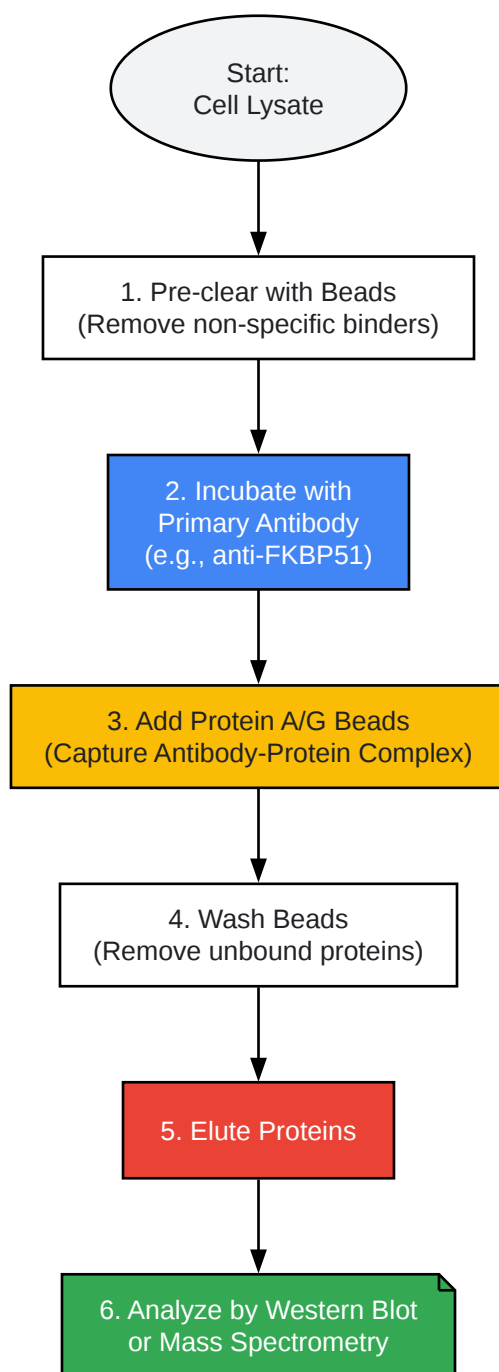 Start:
Cell Lysate
1. Pre-clear with Beads
(Remove non-specific binders)
2. Incubate with
Primary Antibody
(e.g., anti-FKBP51)
3. Add Protein A/G Beads
(Capture Antibody-Protein Complex)
4. Wash Beads
(Remove unbound proteins)
5. Elute Proteins
6. Analyze by Western Blot
or Mass Spectrometry